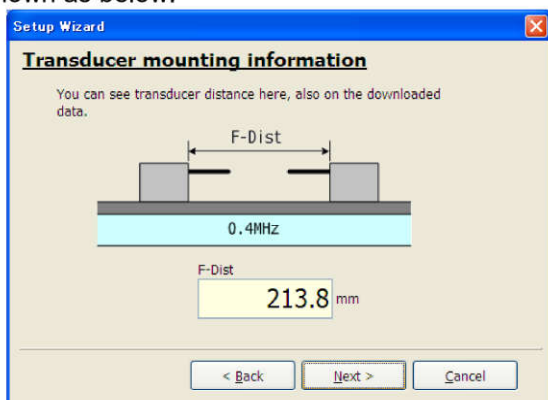 shown as below.
Setup Wizard
Transducer mounting information
You can see transducer distance here, also on the downloaded
data.
F-Dist
0.4MHz
F-Dist
213.8 mm
< Back
Next >
Cancel